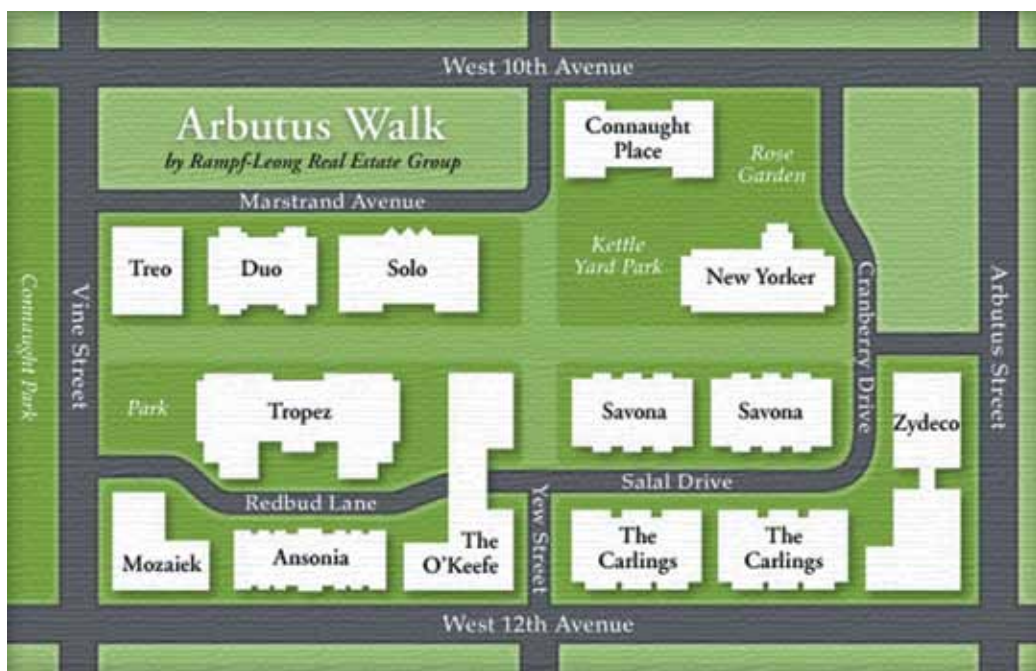 West 10th Avenue
Arbutus Walk
by Rampf-Leong Real Estate Group
Connaught
Place
Rose
Garden
Marstrand Avenue
Treo
Duo
Solo
Kettle
Yard Park
New Yorker
Connaught Park
Vine Street
Cranberry Drive
Arbutus Street
Park
Tropez
Savona
Savona
Zydeco
Redbud Lane
Salal Drive
Yew Street
Mozaiek
Ansonia
The
O'Keefe
The
Carlings
The
Carlings
West 12th Avenue